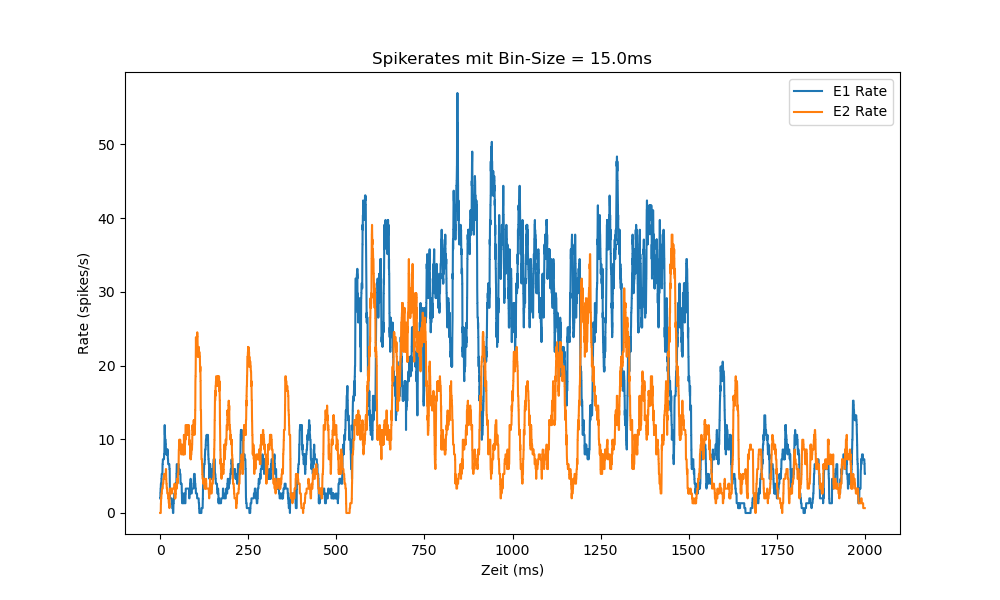 Spikerates mit Bin-Size = 15.0ms
E1 Rate
E2 Rate
Rate (spikes/s)
50
40
30
20
10
0
0 250 500 750 1000 1250 1500 1750 2000
Zeit (ms)